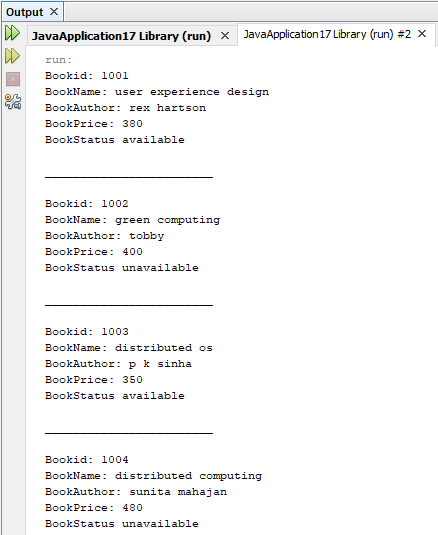 Output ×
JavaApplication17 Library (run) × JavaApplication17 Library (run) #2 ×
run:
Bookid: 1001
BookName: user experience design
BookAuthor: rex hartson
BookPrice: 380
BookStatus available
________________________
Bookid: 1002
BookName: green computing
BookAuthor: tobby
BookPrice: 400
BookStatus unavailable
________________________
Bookid: 1003
BookName: distributed os
BookAuthor: p k sinha
BookPrice: 350
BookStatus available
________________________
Bookid: 1004
BookName: distributed computing
BookAuthor: sunita mahajan
BookPrice: 480
BookStatus unavailable